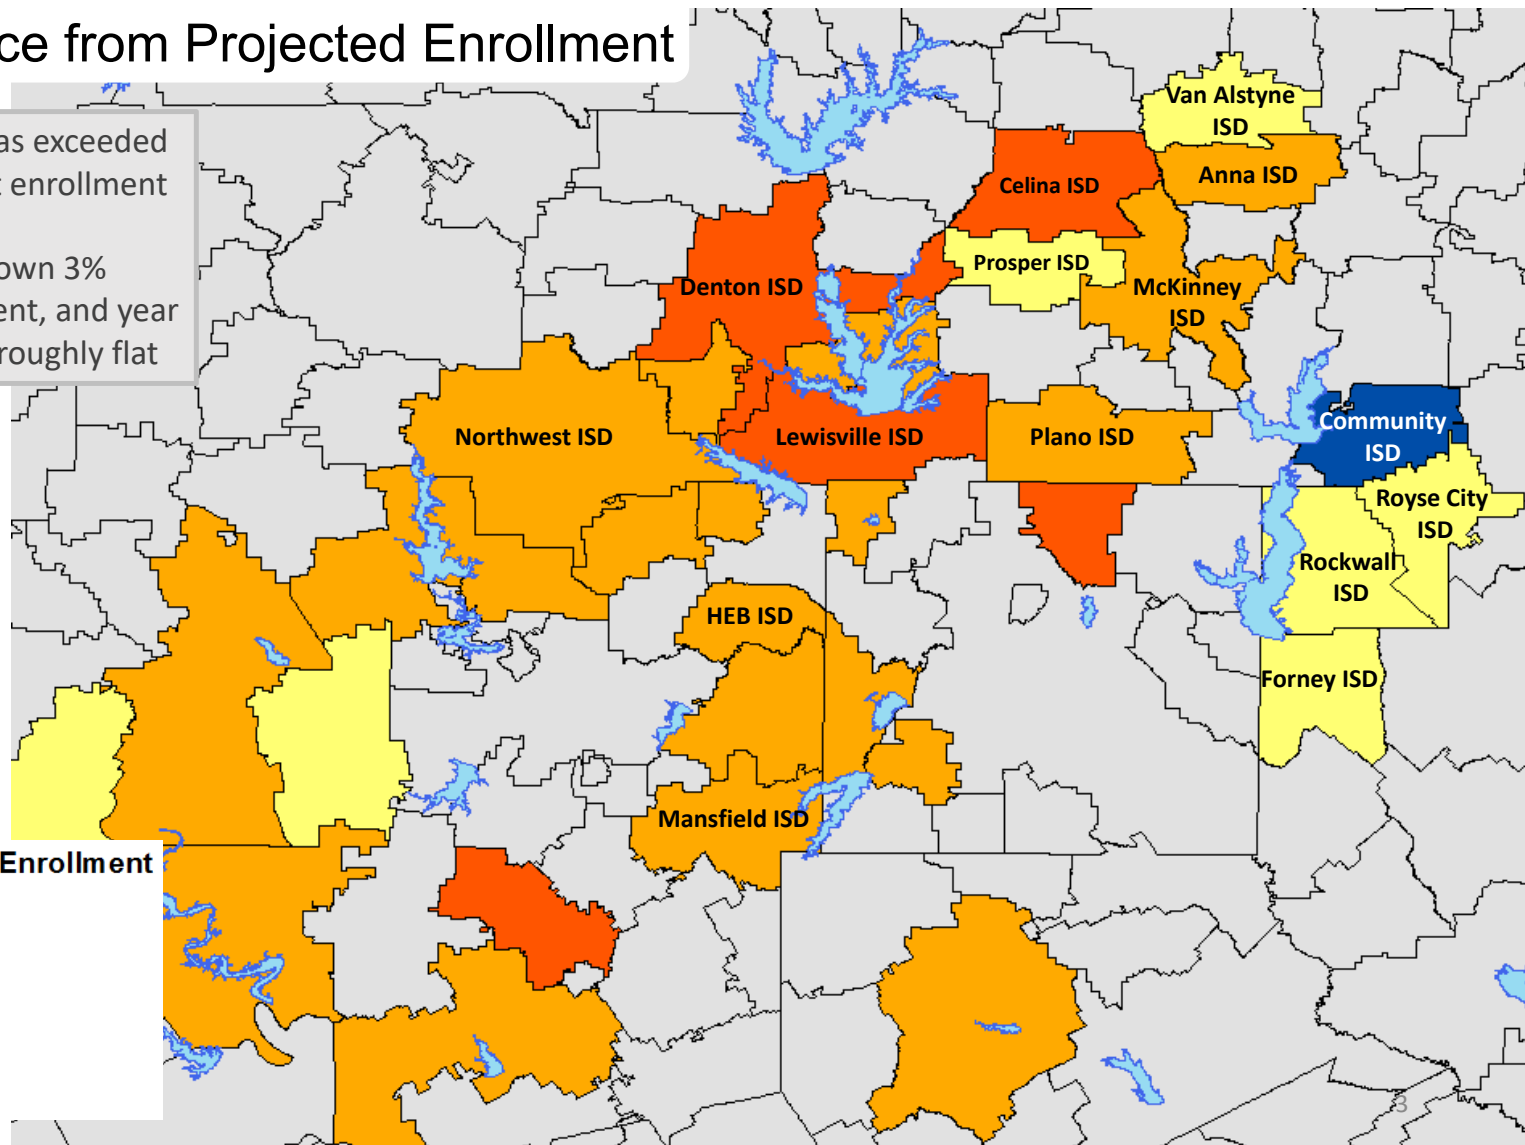 ce from Projected Enrollment
as exceeded
t enrollment
own 3%
ent, and year
roughly flat
Van Alstyne
ISD
Anna ISD
Celina ISD
Prosper ISD
Denton ISD
McKinney
ISD
Northwest ISD
Lewisville ISD
Plano ISD
Community
ISD
Royse City
ISD
Rockwall
ISD
HEB ISD
Forney ISD
Mansfield ISD
Enrollment
3